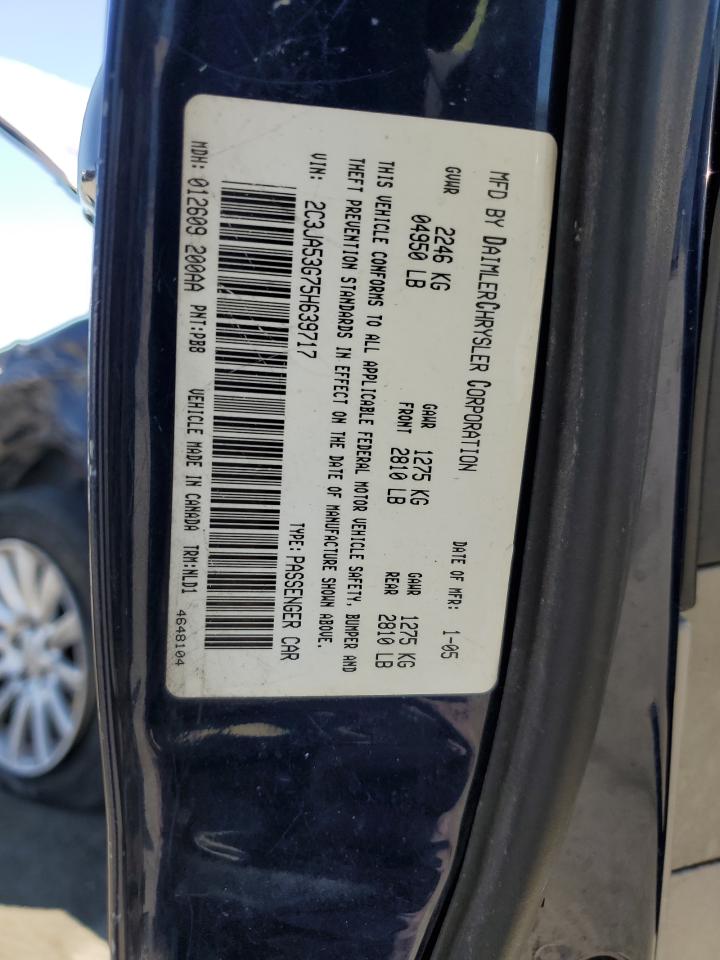 MFD BY DAIMLERCHRYSLER CORPORATION
DATE OF MFR: 1-05
GVWR 2246 KG
04950 LB
GAWR FRONT 1275 KG
2810 LB
GAWR REAR 1275 KG
2810 LB
THIS VEHICLE CONFORMS TO ALL APPLICABLE FEDERAL MOTOR VEHICLE SAFETY, BUMPER AND
THEFT PREVENTION STANDARDS IN EFFECT ON THE DATE OF MANUFACTURE SHOWN ABOVE.
VIN: 2C3JA53G75H639717
TYPE: PASSENGER CAR
MDH: 012609 200AA PNT:PB8 VEHICLE MADE IN CANADA TRM:NLD1
4648104